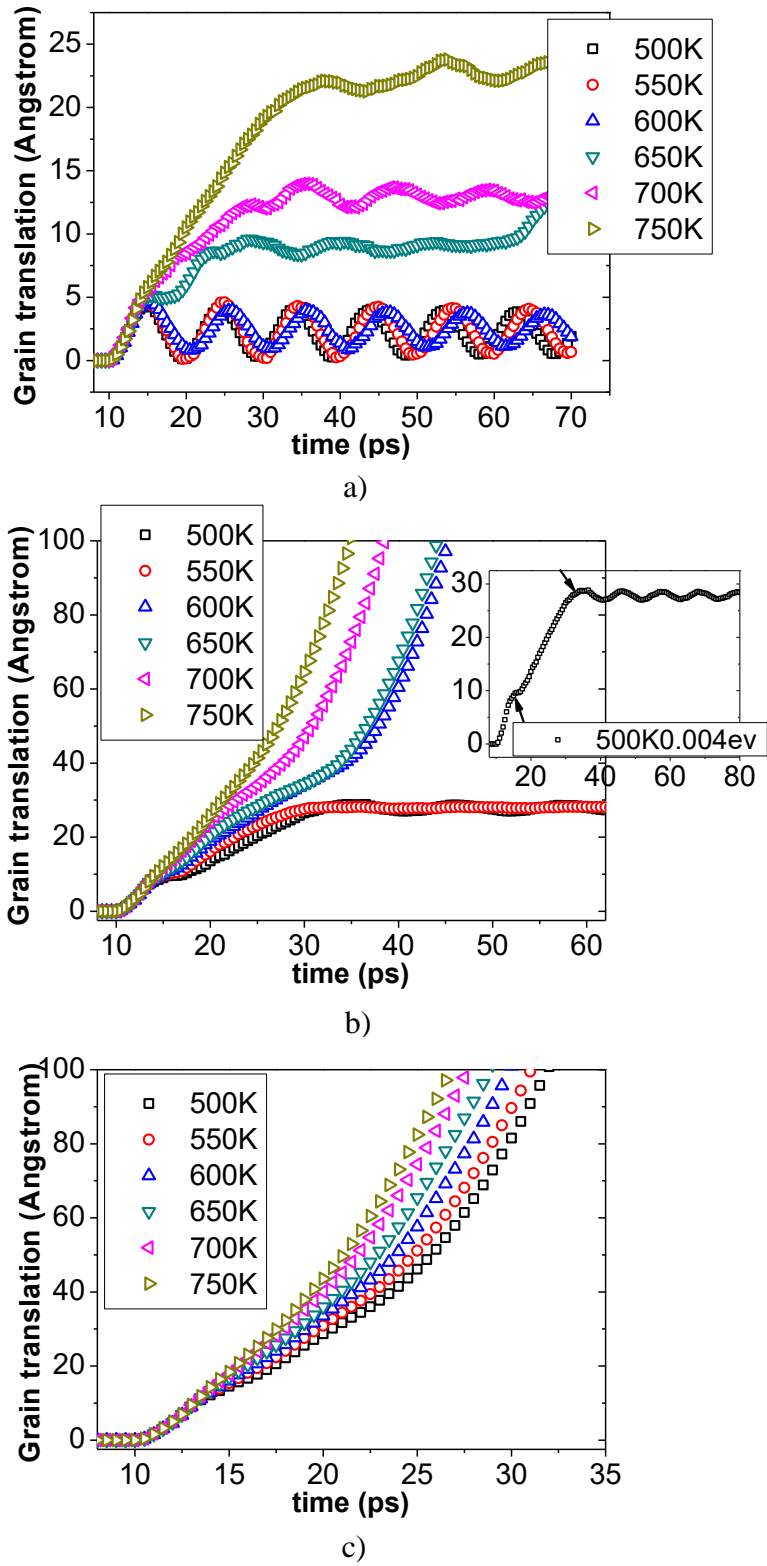 Grain translation (Angstrom)
25
20
15
10
5
0
10 20 30 40 50 60 70
time (ps)
500K
550K
600K
650K
700K
750K
a)
Grain translation (Angstrom)
100
80
60
40
20
0
10 20 30 40 50 60
time (ps)
500K
550K
600K
650K
700K
750K
30
20
10
0
20 40 60 80
500K0.004ev
b)
Grain translation (Angstrom)
100
80
60
40
20
0
10 15 20 25 30 35
time (ps)
500K
550K
600K
650K
700K
750K
c)